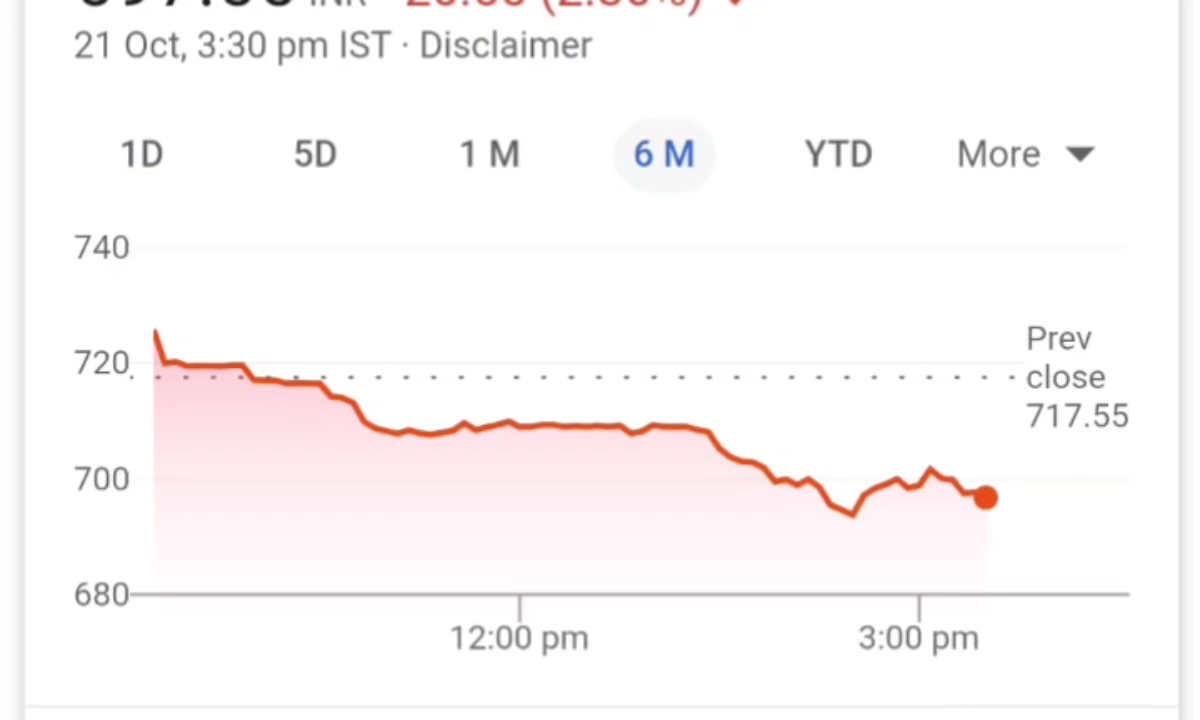 INR
21 Oct, 3:30 pm IST · Disclaimer
1D 5D 1 M 6 M YTD More
740
720
700
680
Prev
close
717.55
12:00 pm 3:00 pm